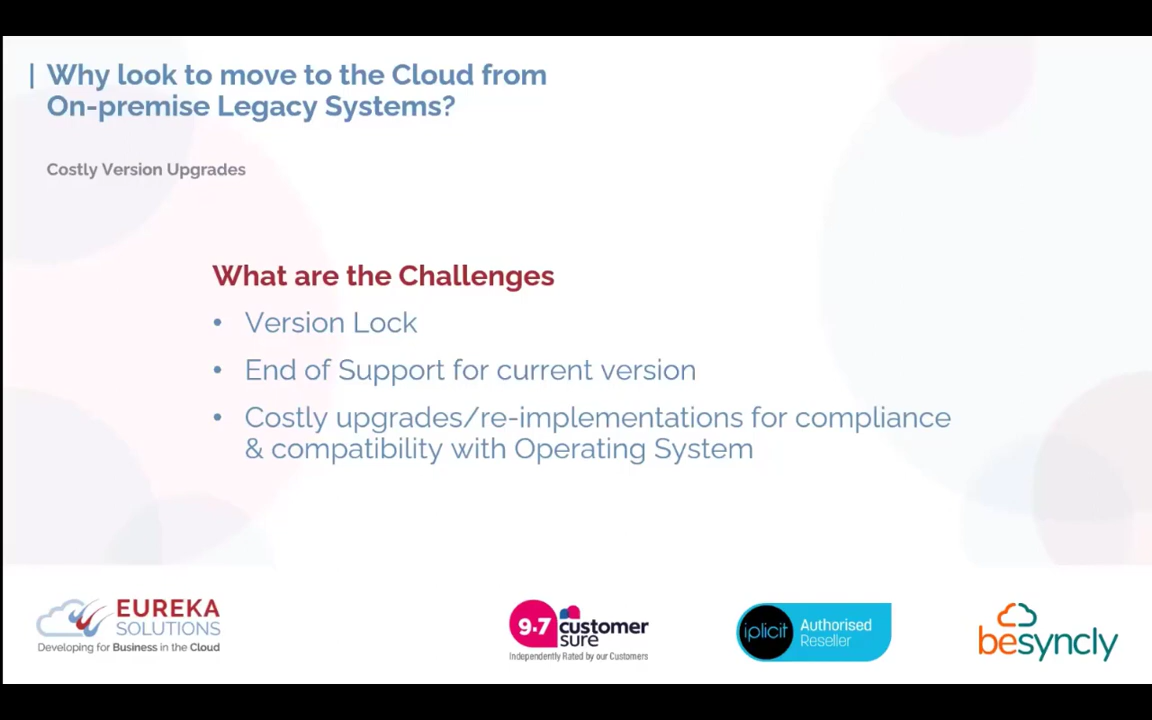 Why look to move to the Cloud from
On-premise Legacy Systems?
Costly Version Upgrades
What are the Challenges
• Version Lock
• End of Support for current version
• Costly upgrades/re-implementations for compliance
& compatibility with Operating System
EUREKA
SOLUTIONS
Developing for Business in the Cloud
9.7 customer
sure
Independently Rated by our Customers
iplicit Authorised
Reseller
besyncly